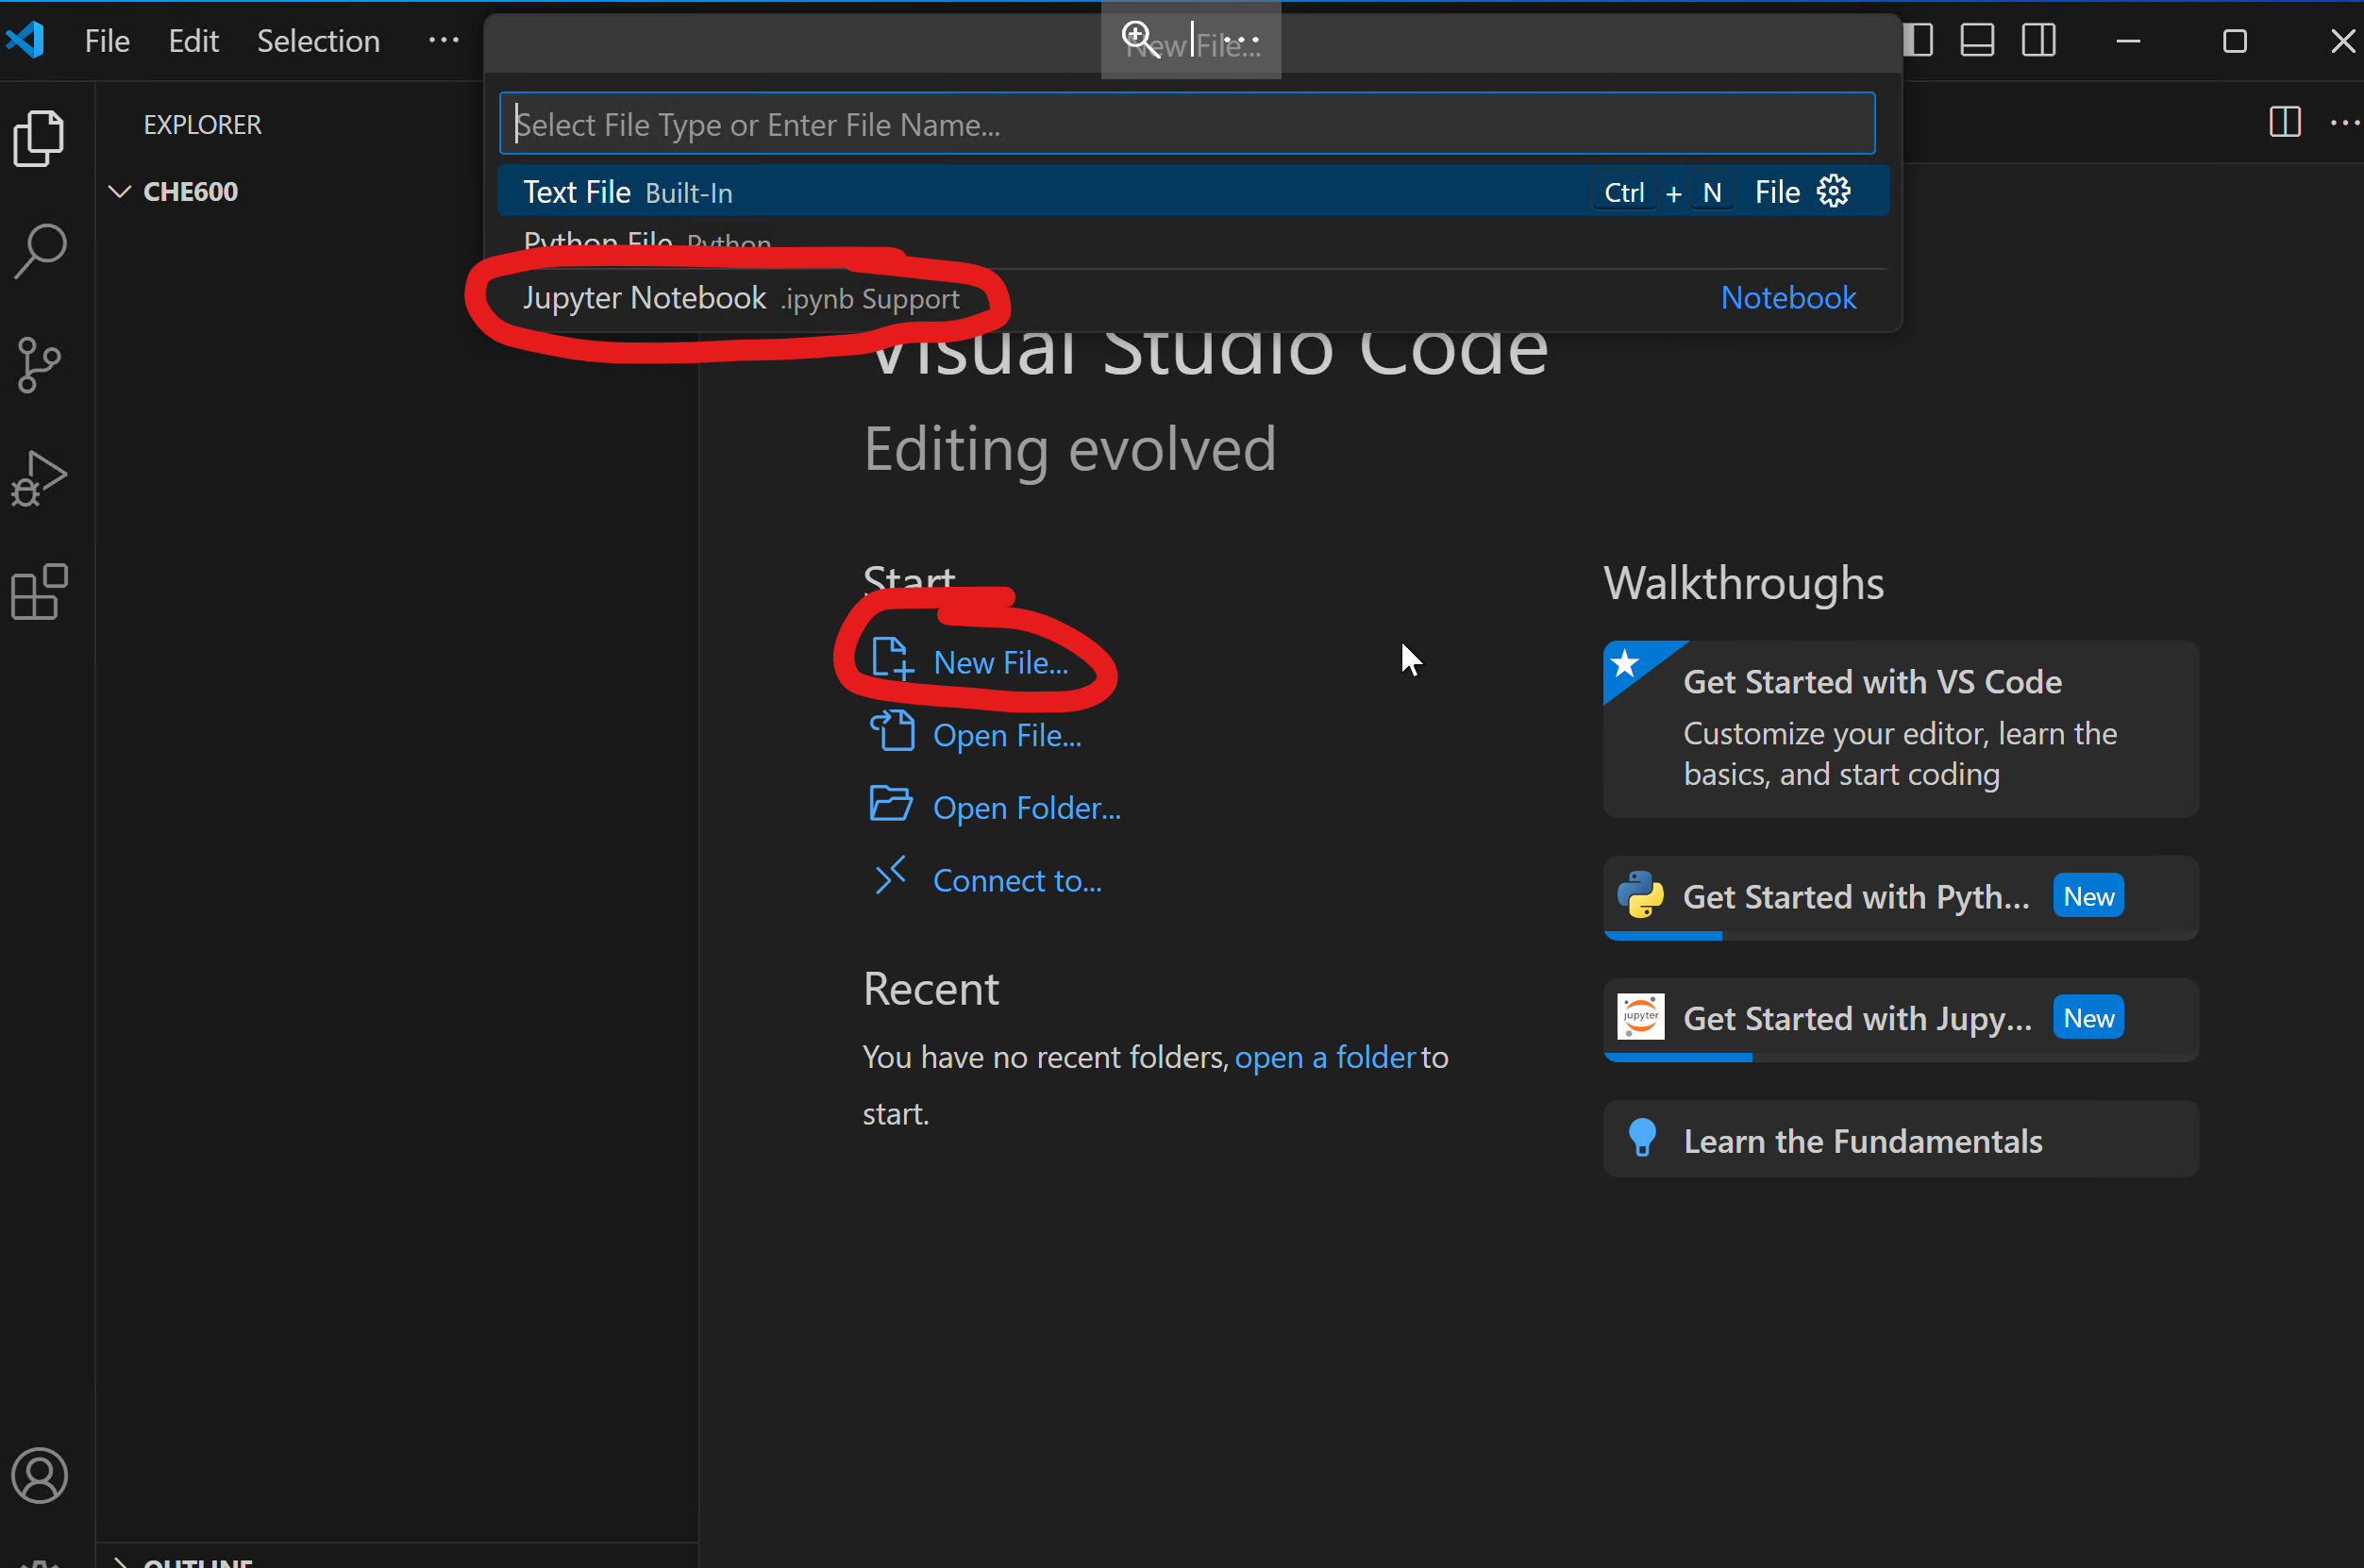 File Edit Selection ···
New File...
Select File Type or Enter File Name...
Text File Built-In Ctrl + N File
Python File Python
Jupyter Notebook .ipynb Support Notebook
EXPLORER
CHE600
Visual Studio Code
Editing evolved
Start
New File...
Open File...
Open Folder...
Connect to...
Recent
You have no recent folders, open a folder to
start.
Walkthroughs
Get Started with VS Code
Customize your editor, learn the
basics, and start coding
Get Started with Pyth... New
jupyter
Get Started with Jupy... New
Learn the Fundamentals
OUTLINE